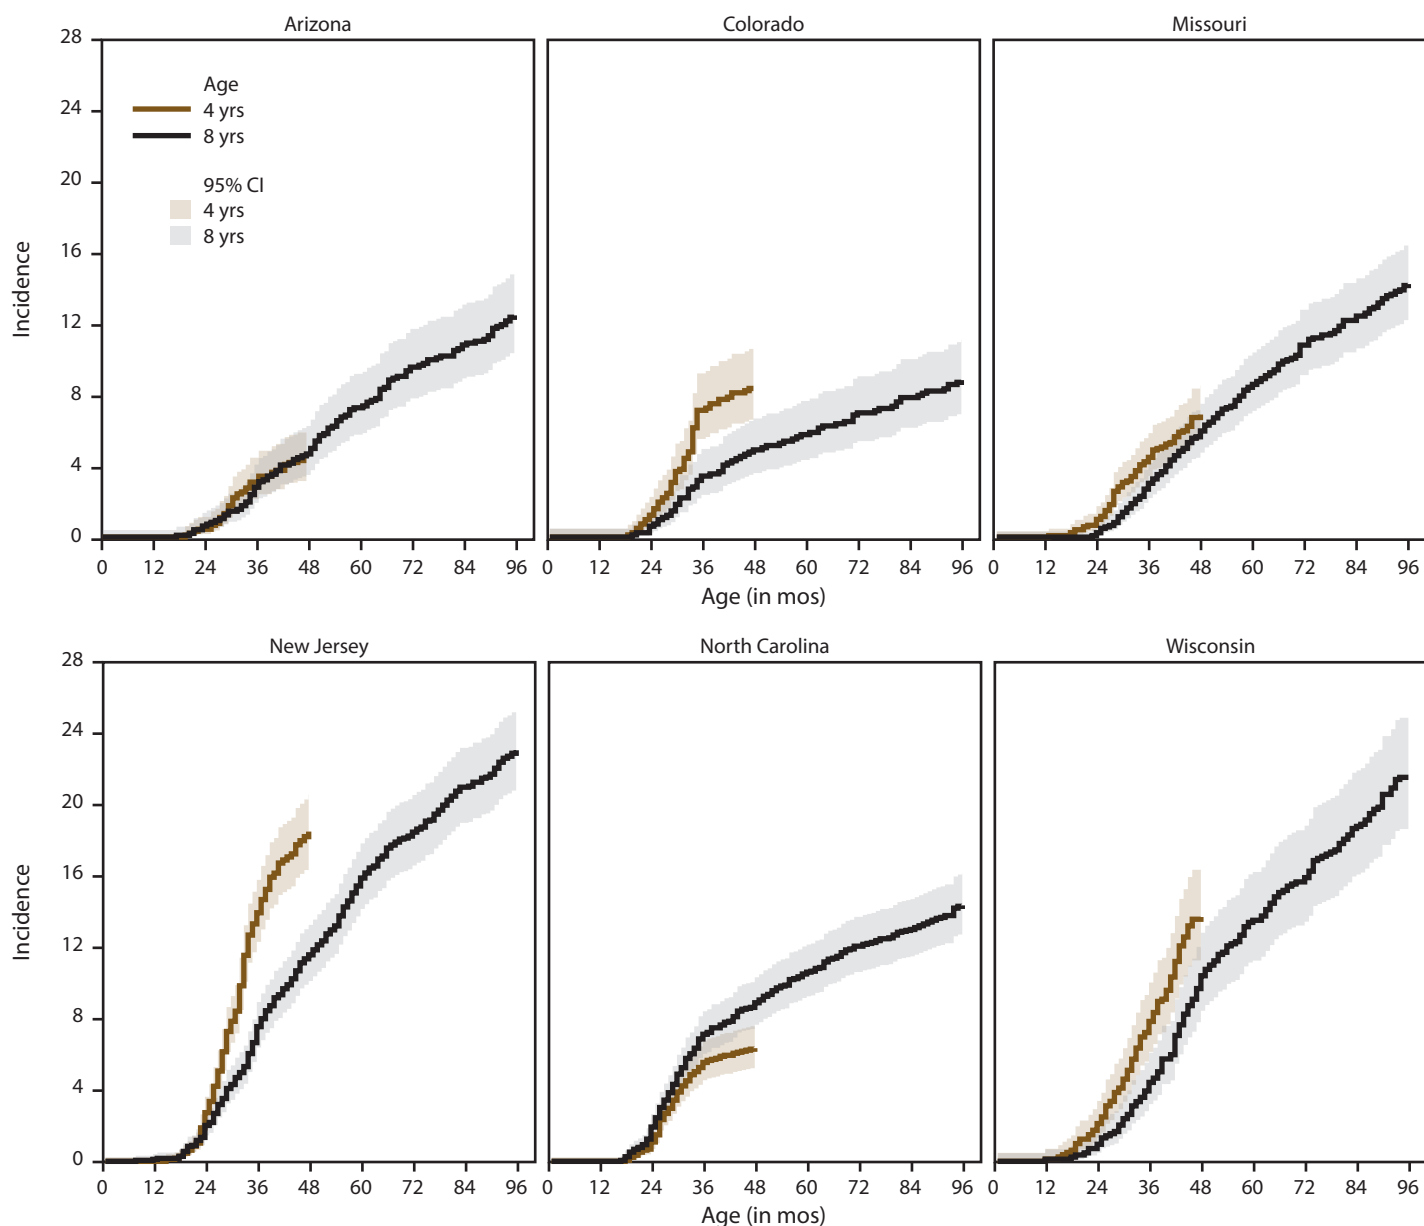 Arizona
Colorado
Missouri
28
24
20
16
12
8
4
0
Incidence
Age
4 yrs
8 yrs
95% CI
4 yrs
8 yrs
0 12 24 36 48 60 72 84 96
0 12 24 36 48 60 72 84 96
0 12 24 36 48 60 72 84 96
Age (in mos)
New Jersey
North Carolina
Wisconsin
28
24
20
16
12
8
4
0
Incidence
0 12 24 36 48 60 72 84 96
0 12 24 36 48 60 72 84 96
0 12 24 36 48 60 72 84 96
Age (in mos)